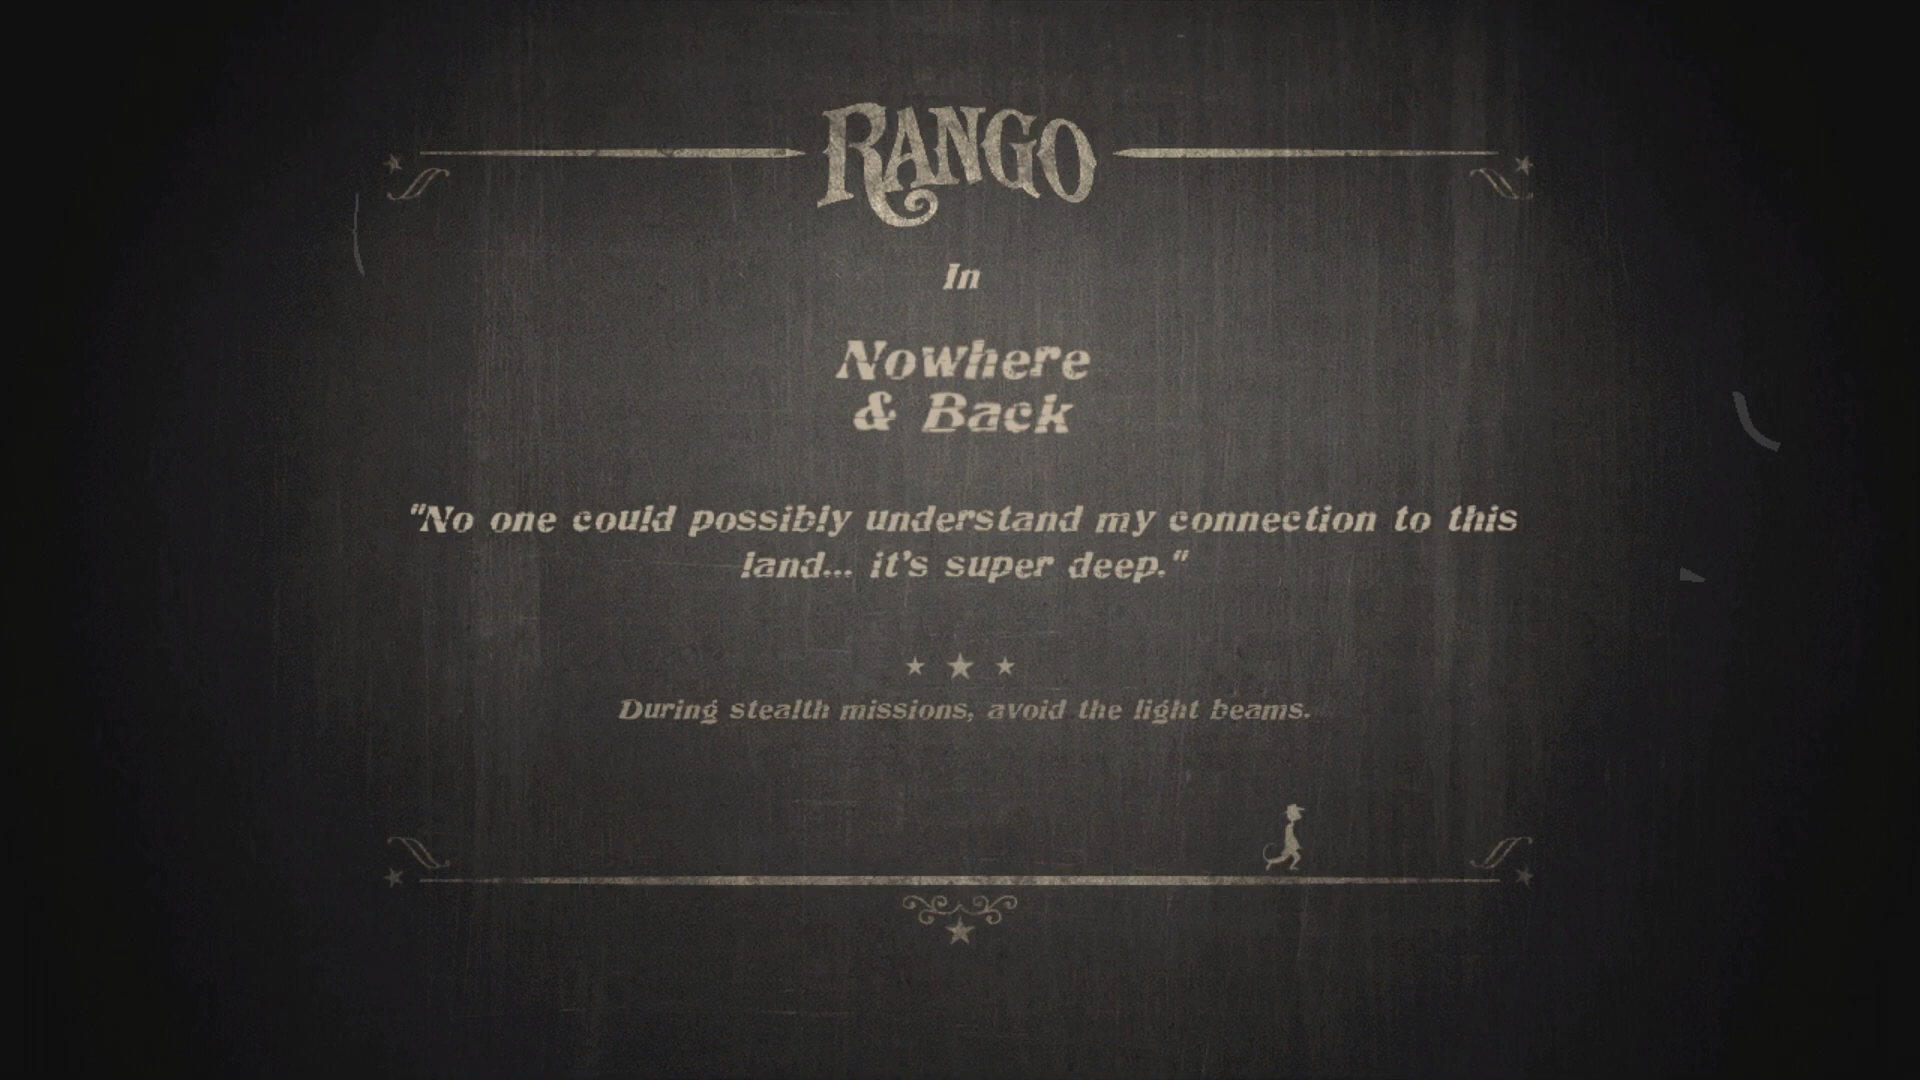 RANGO
In
Nowhere
& Back
"No one could possibly understand my connection to this
land... it's super deep."
During stealth missions, avoid the light beams.